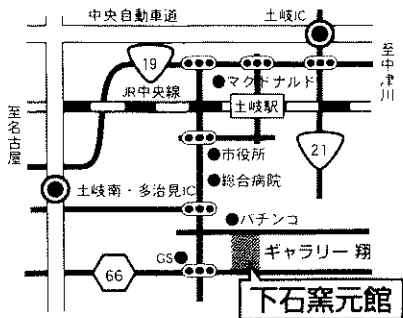 中央自動車道
土岐IC
至中津川
19
マクドナルド
JR中央線
土岐駅
至名古屋
市役所
21
総合病院
土岐南・多治見IC
パチンコ
ギャラリー 翔
GS
66
下石窯元館